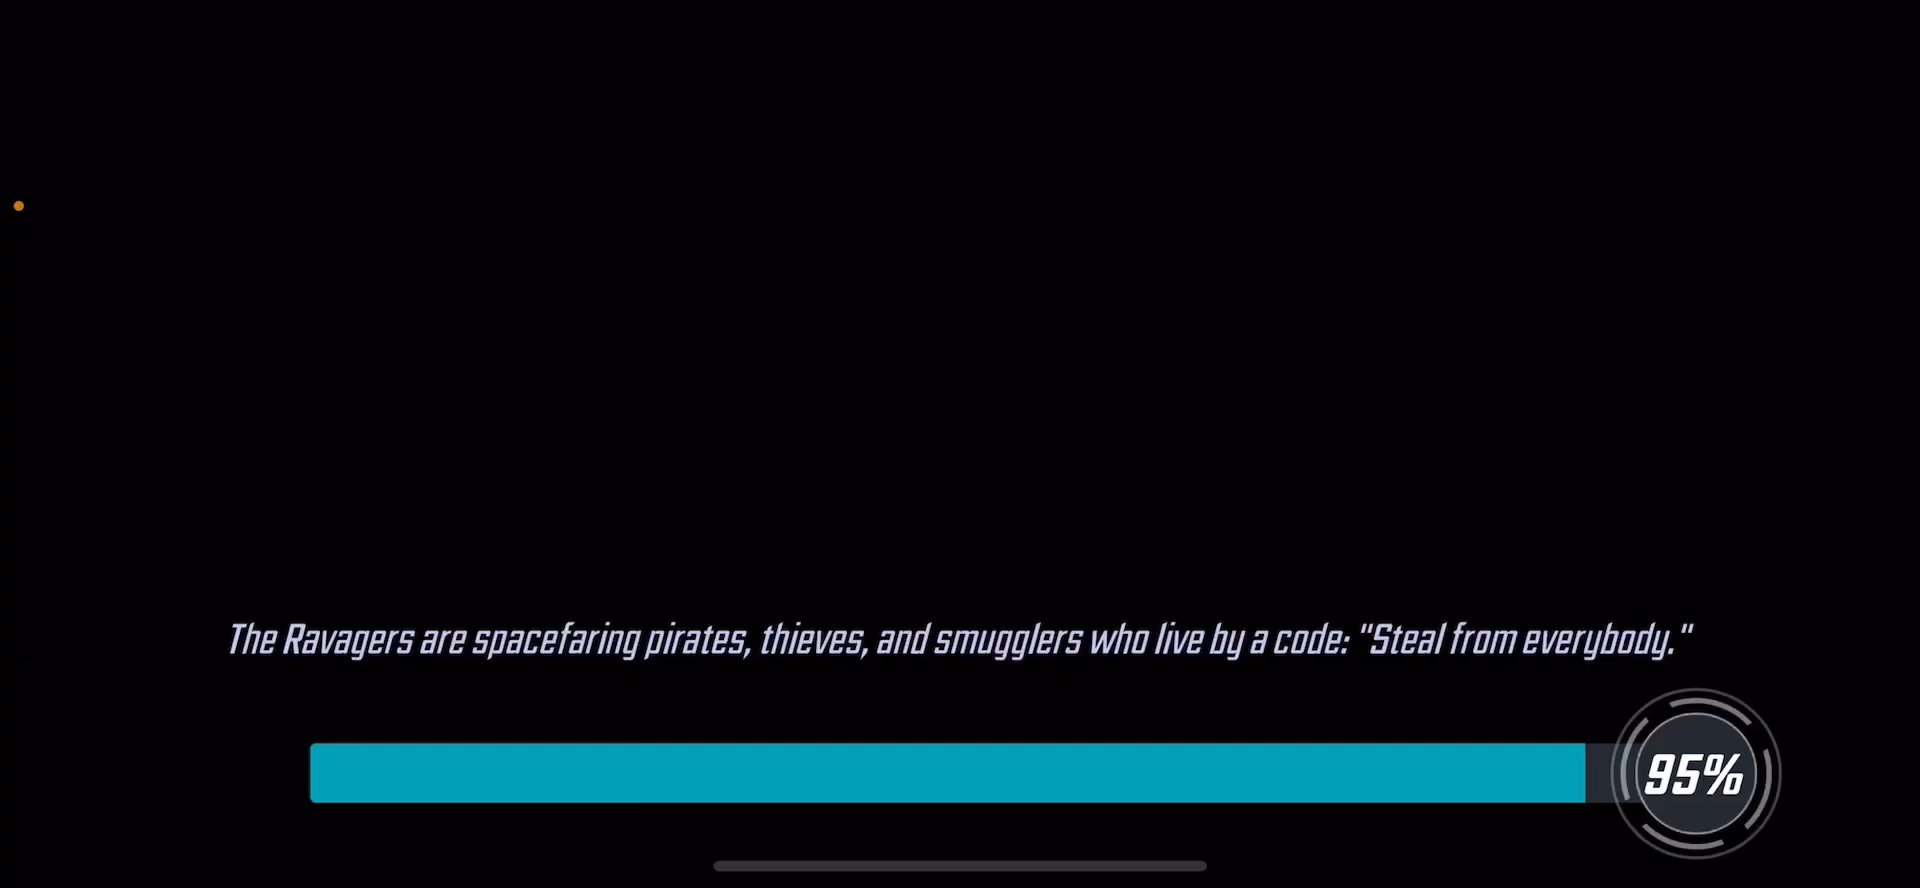 The Ravagers are spacefaring pirates, thieves, and smugglers who live by a code: "Steal from everybody."
95%